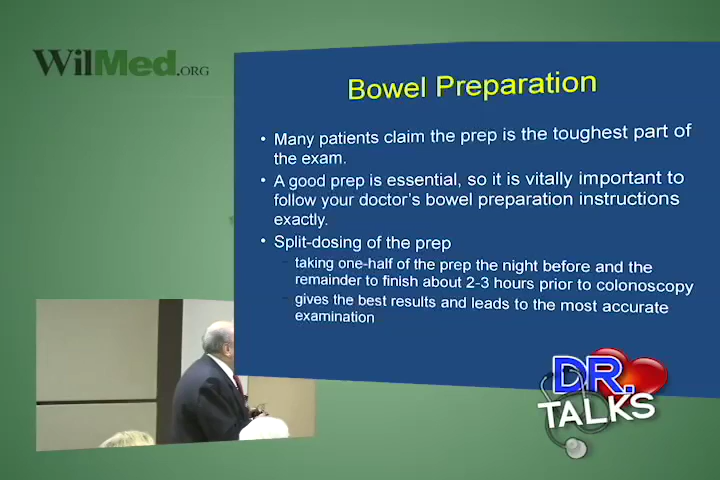 WilMed.ORG
Bowel Preparation
• Many patients claim the prep is the toughest part of
the exam.
• A good prep is essential, so it is vitally important to
follow your doctor's bowel preparation instructions
exactly.
• Split-dosing of the prep
– taking one-half of the prep the night before and the
remainder to finish about 2-3 hours prior to colonoscopy
– gives the best results and leads to the most accurate
examination
DR.
TALKS